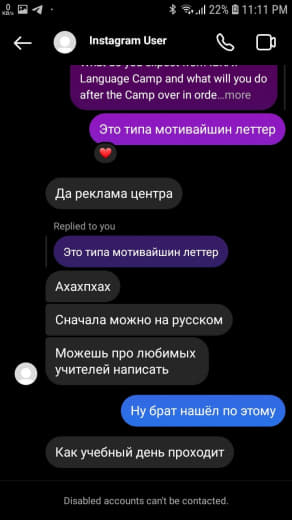 0
KB/s
22%
11:11 PM
Instagram User
Language Camp and what will you do
after the Camp over in orde...more
Это типа мотивайшин леттер
Да реклама центра
Replied to you
Это типа мотивайшин леттер
Ахахпхах
Сначала можно на русском
Можешь про любимых
учителей написать
Ну брат нашёл по этому
Как учебный день проходит
Disabled accounts can't be contacted.